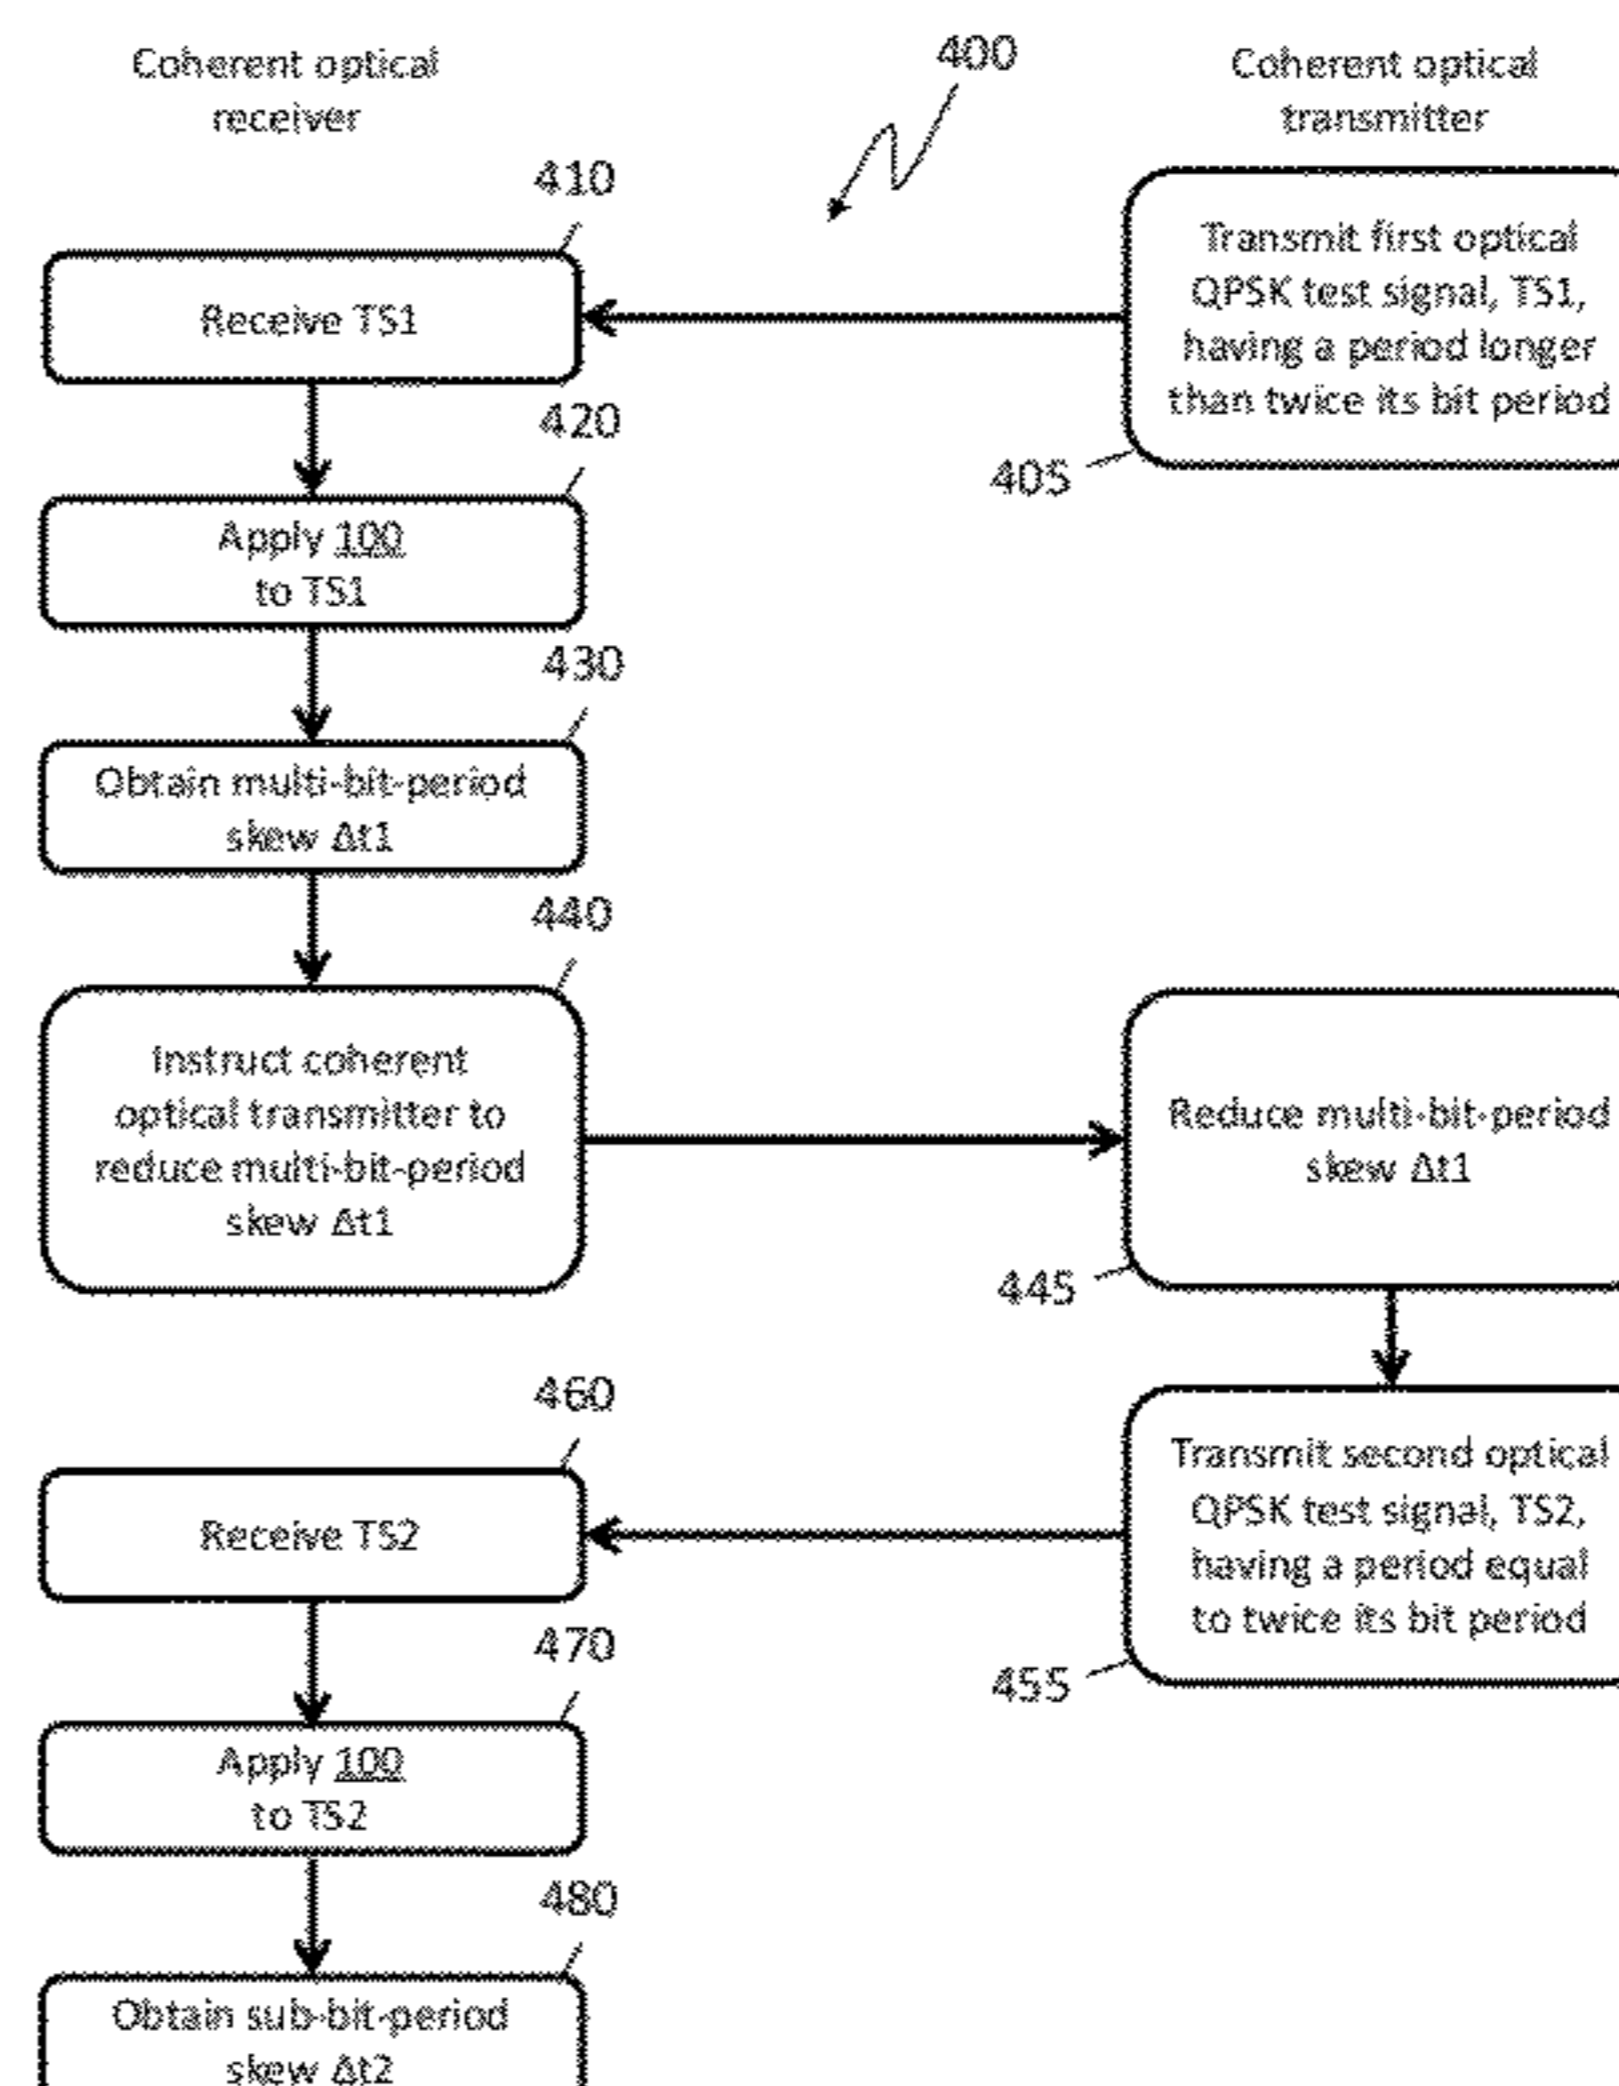 Coherent optical
receiver
400
Coherent optical
transmitter
410
Receive TS1
Transmit first optical
QPSK test signal, TS1,
having a period longer
than twice its bit period
405
420
Apply 100
to TS1
430
Obtain multi-bit-period
skew Δt1
440
Instruct coherent
optical transmitter to
reduce multi-bit-period
skew Δt1
Reduce multi-bit-period
skew Δt1
445
460
Receive TS2
Transmit second optical
QPSK test signal, TS2,
having a period equal
to twice its bit period
455
470
Apply 100
to TS2
480
Obtain sub-bit-period
skew Δt2